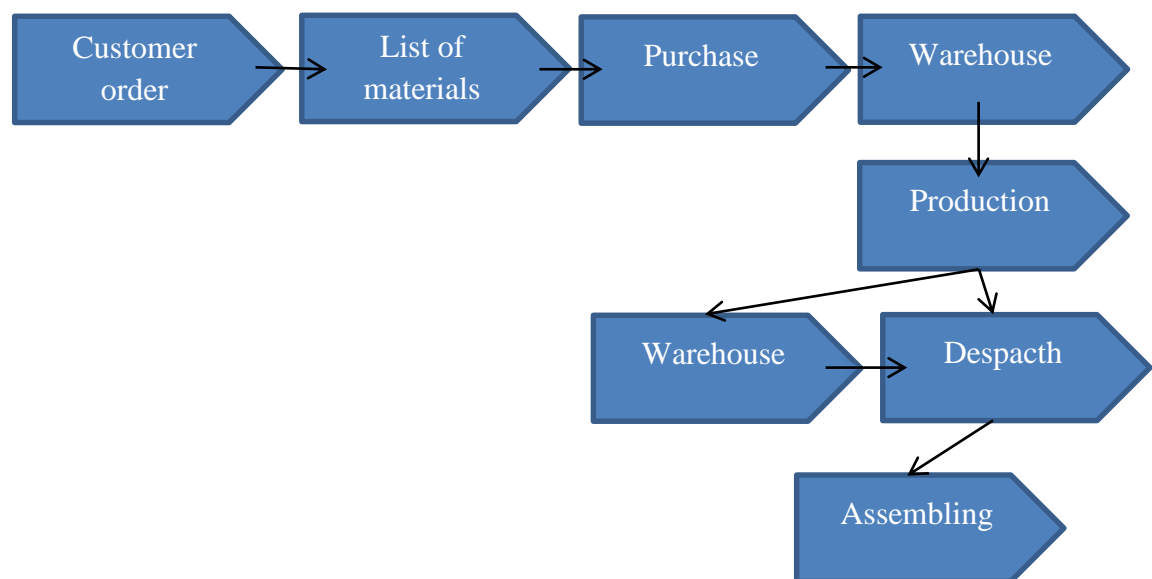 Customer
order
List of
materials
Purchase
Warehouse
Production
Warehouse
Despacth
Assembling